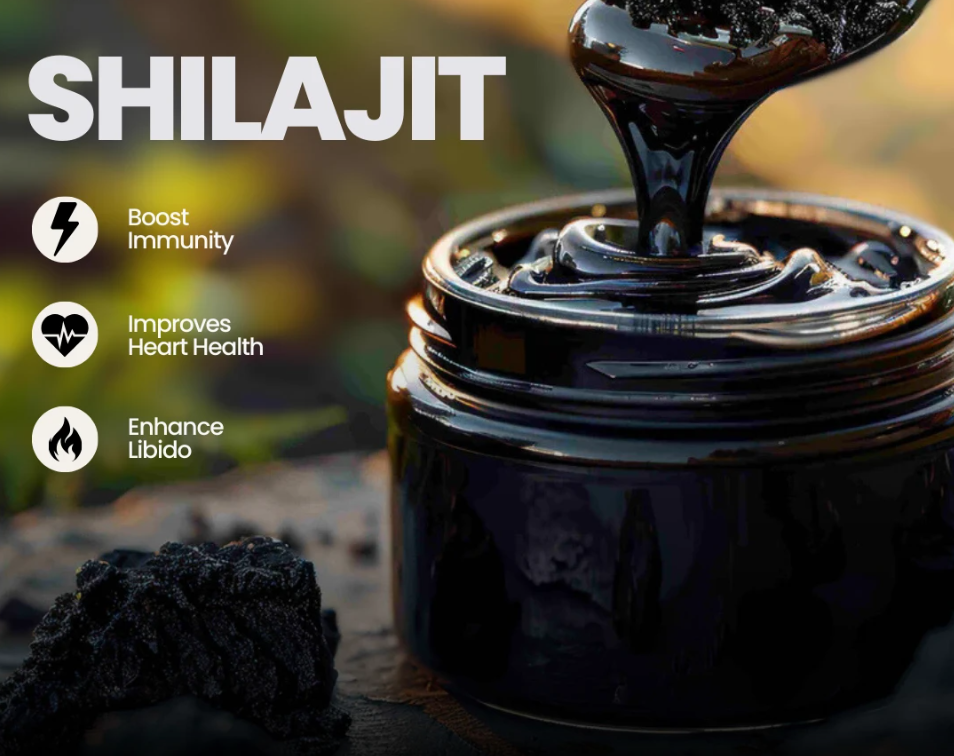 SHILAJIT
Boost
Immunity
Improves
Heart Health
Enhance
Libido